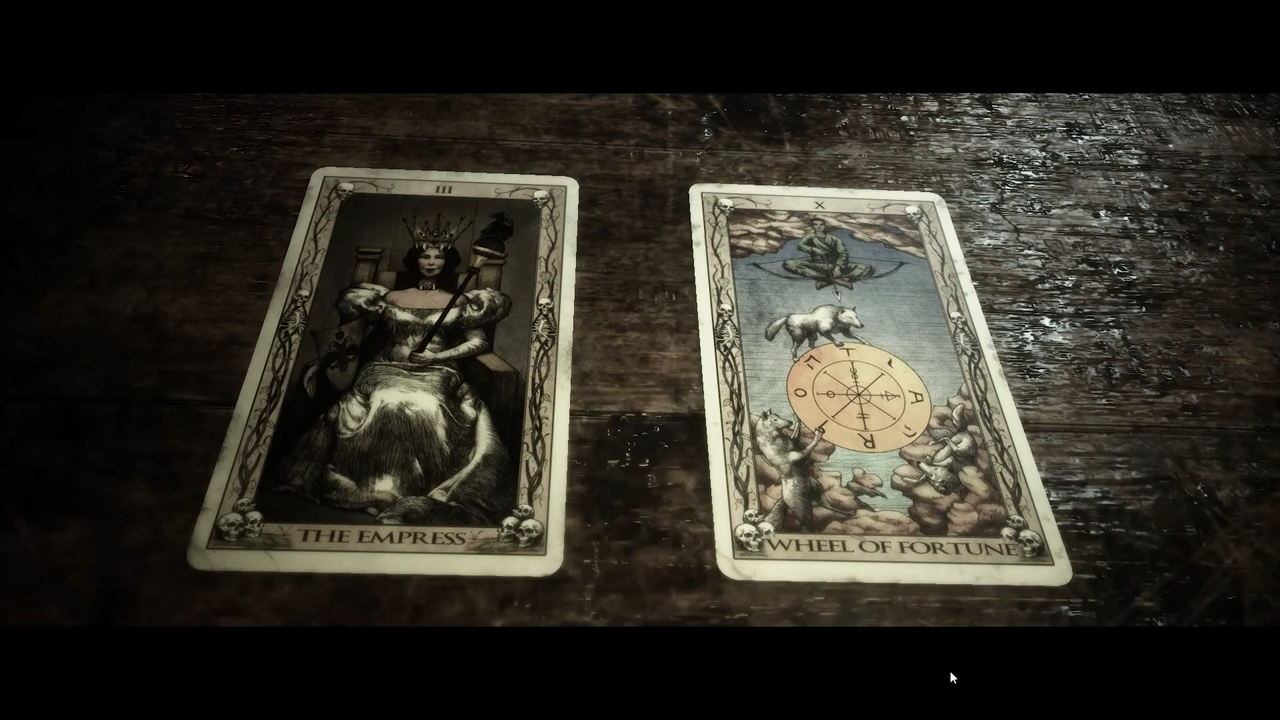 III
THE EMPRESS
X
WHEEL OF FORTUNE
T
A
R
O